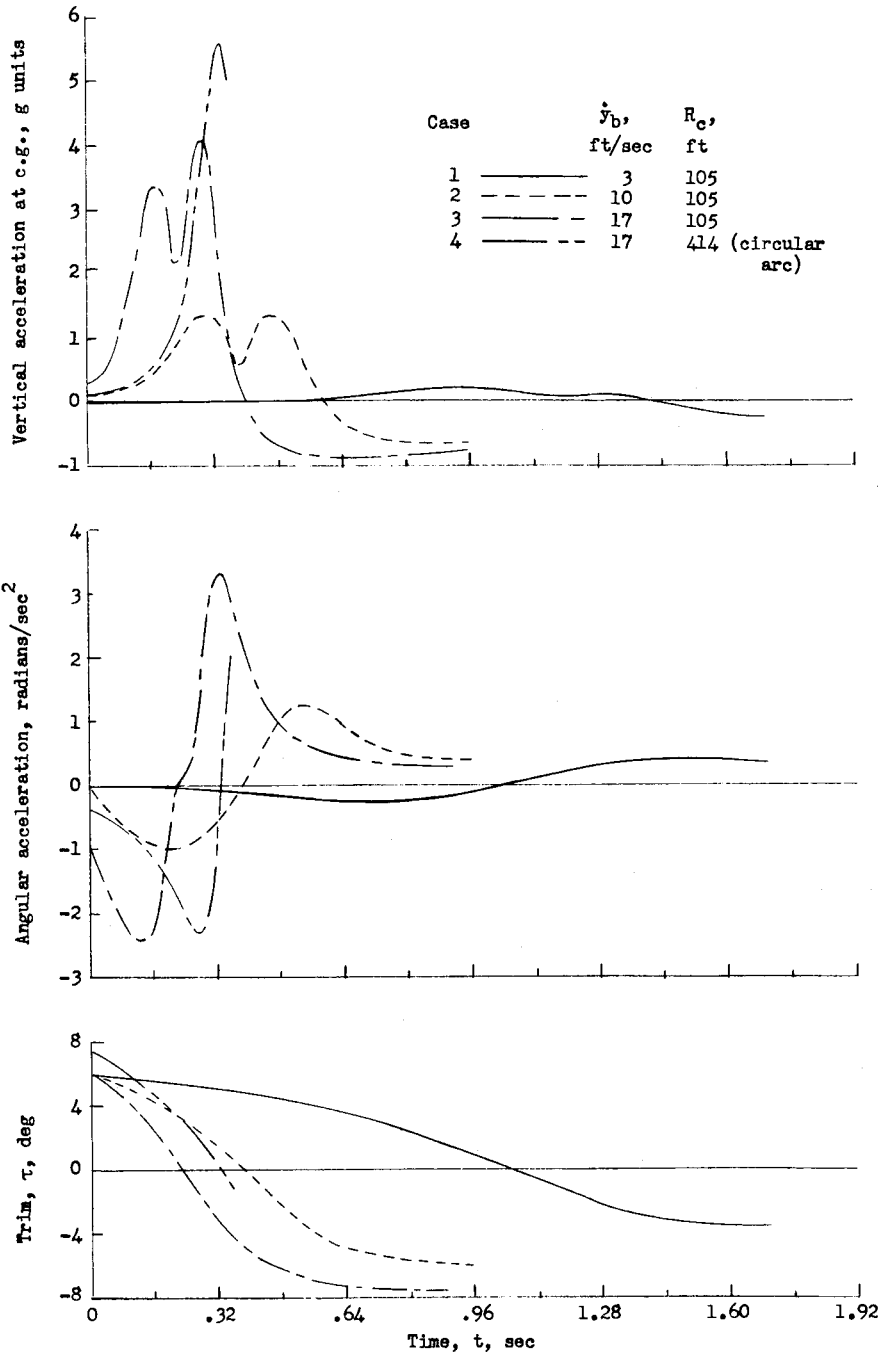 6
5
4
3
2
1
0
-1
Vertical acceleration at c.g., g units
Case ẏb, ft/sec Rc, ft
1 3 105
2 10 105
3 17 105
4 17 414 (circular arc)
4
3
2
1
0
-1
-2
-3
Angular acceleration, radians/sec²
8
4
0
-4
-8
Trim, τ, deg
0 .32 .64 .96 1.28 1.60 1.92
Time, t, sec